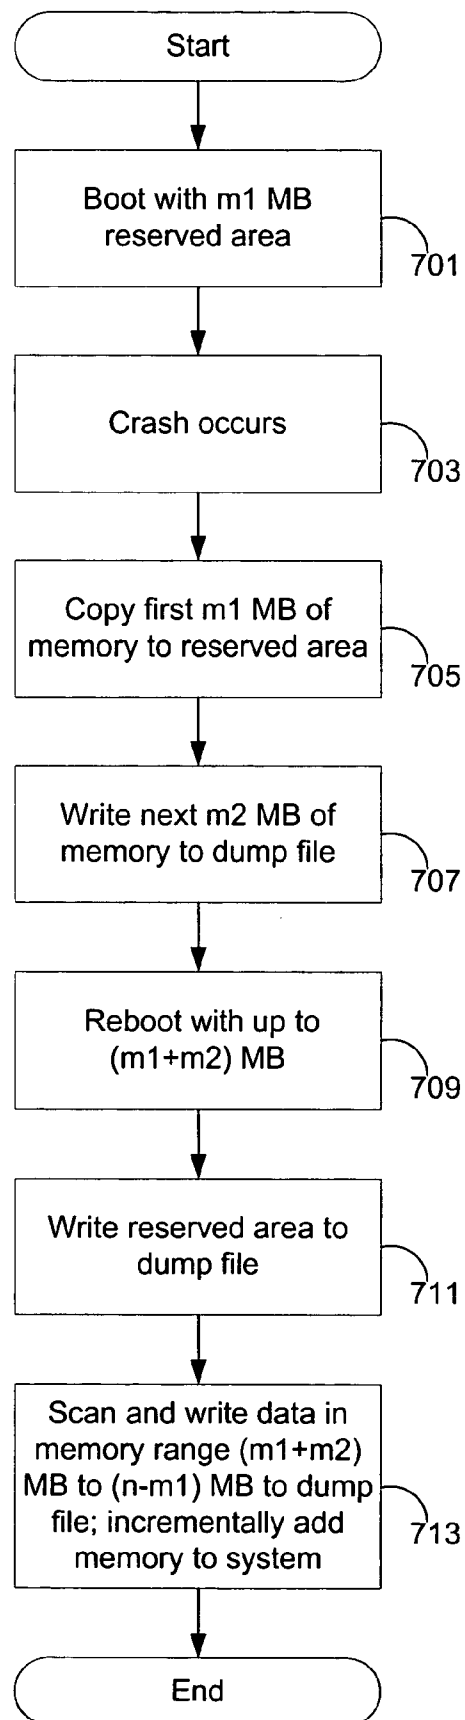 Start
Boot with m1 MB
reserved area
701
Crash occurs
703
Copy first m1 MB of
memory to reserved area
705
Write next m2 MB of
memory to dump file
707
Reboot with up to
(m1+m2) MB
709
Write reserved area to
dump file
711
Scan and write data in
memory range (m1+m2)
MB to (n-m1) MB to dump
file; incrementally add
memory to system
713
End